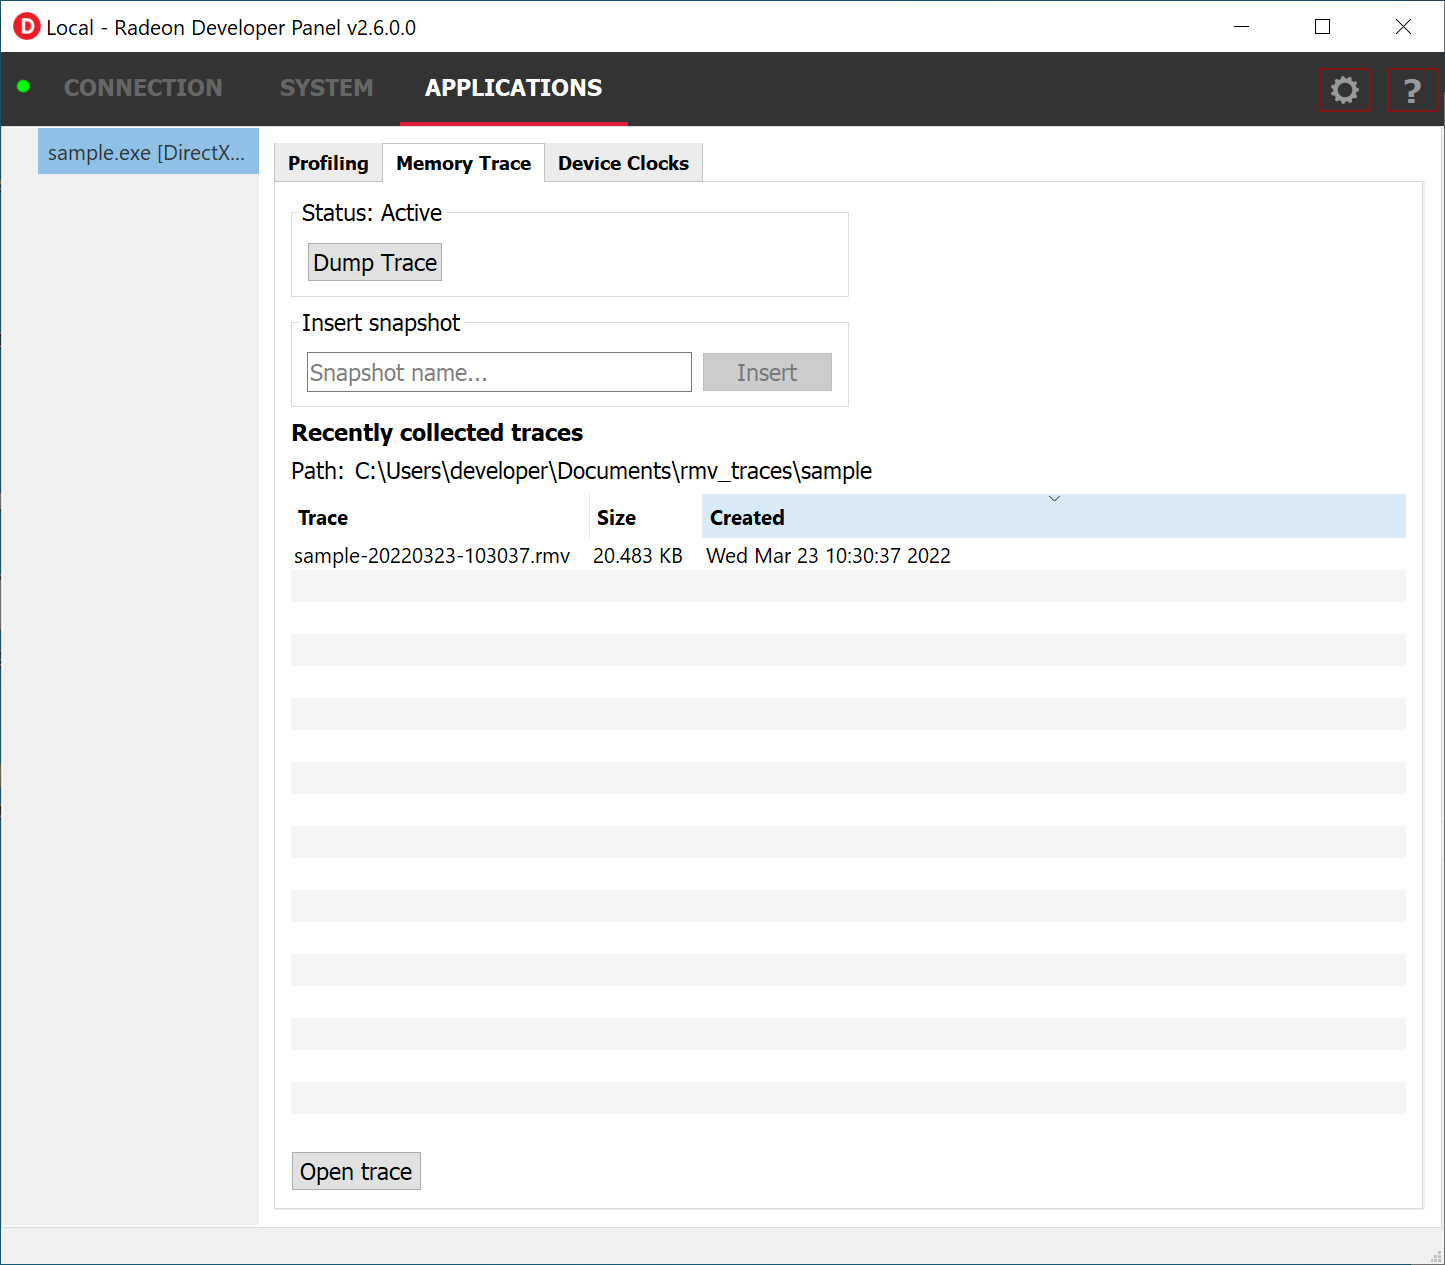 D Local - Radeon Developer Panel v2.6.0.0
CONNECTION SYSTEM APPLICATIONS ?
sample.exe [DirectX...
Profiling Memory Trace Device Clocks
Status: Active
Dump Trace
Insert snapshot
Snapshot name... Insert
Recently collected traces
Path: C:\Users\developer\Documents\rmv_traces\sample
Trace Size Created
sample-20220323-103037.rmv 20.483 KB Wed Mar 23 10:30:37 2022
Open trace